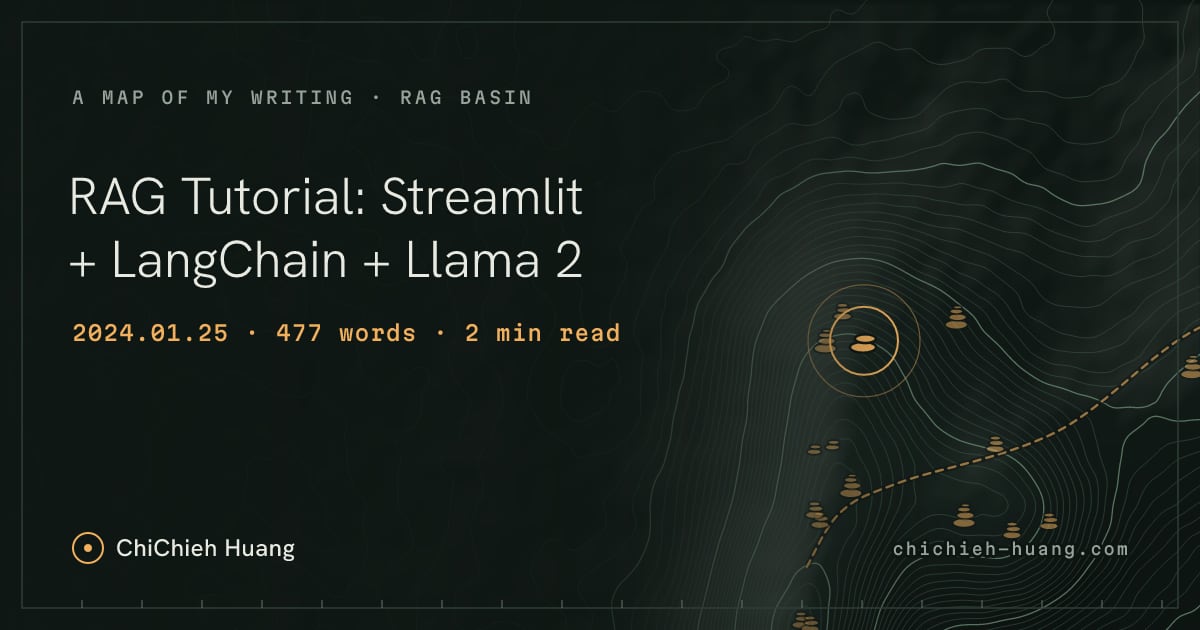 A MAP OF MY WRITING · RAG BASIN
RAG Tutorial: Streamlit
+ LangChain + Llama 2
2024.01.25 · 477 words · 2 min read
ChiChieh Huang
chichieh-huang.com